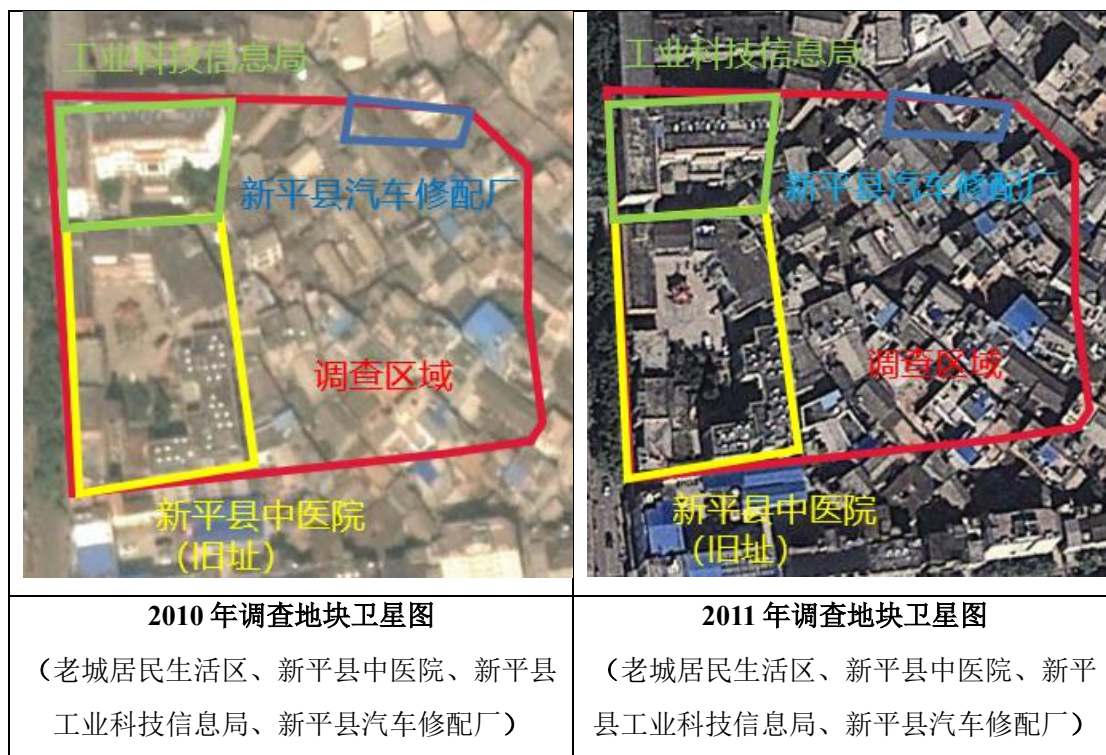 工业科技信息局
新平县汽车修配厂
调查区域
新平县中医院
（旧址）
工业科技信息局
新平县汽车修配厂
调查区域
新平县中医院
（旧址）
2010 年调查地块卫星图
（老城居民生活区、新平县中医院、新平县
工业科技信息局、新平县汽车修配厂）
2011 年调查地块卫星图
（老城居民生活区、新平县中医院、新平
县工业科技信息局、新平县汽车修配厂）